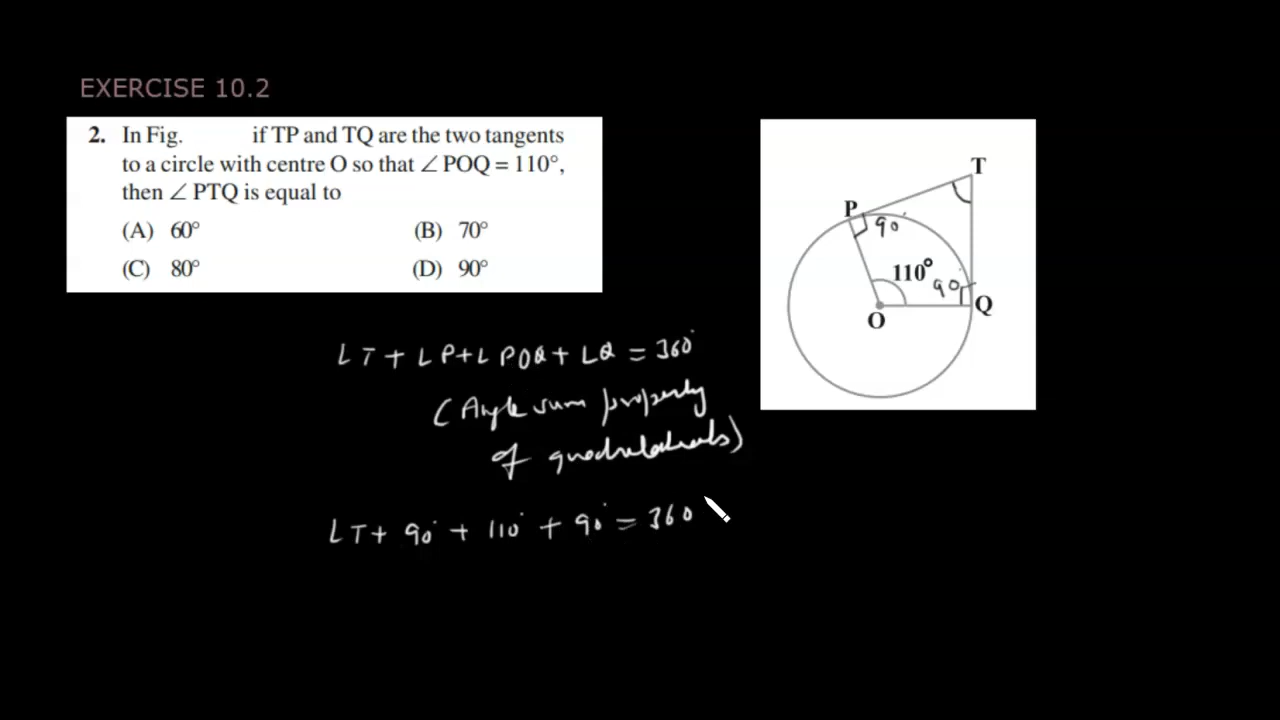 EXERCISE 10.2
2. In Fig. if TP and TQ are the two tangents
to a circle with centre O so that ∠ POQ = 110°,
then ∠ PTQ is equal to
(A) 60° (B) 70°
(C) 80° (D) 90°
T
P
90°
110°
90
Q
O
∠T + ∠P + ∠POQ + ∠Q = 360°
(Angle sum property
of quadrilaterals)
∠T + 90° + 110° + 90° = 360